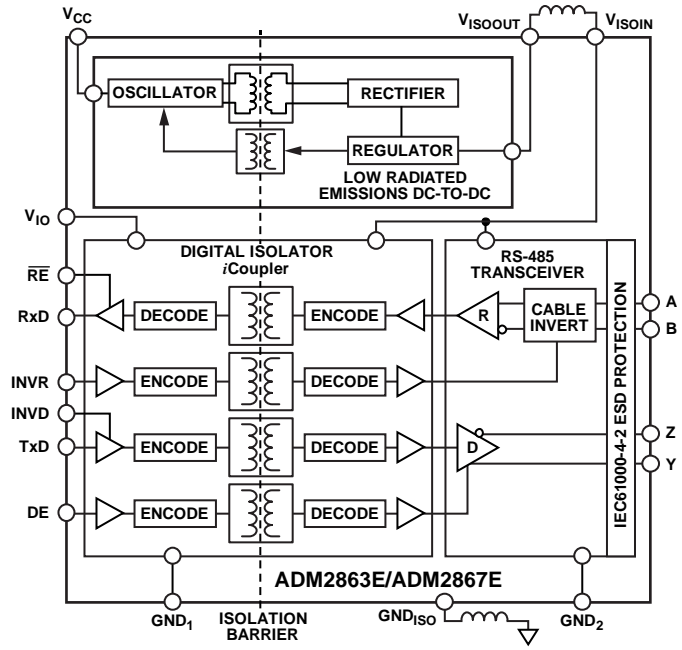 VCC
VISOOUT
VISOIN
OSCILLATOR
RECTIFIER
REGULATOR
LOW RADIATED
EMISSIONS DC-TO-DC
VIO
DIGITAL ISOLATOR
iCoupler
RS-485
TRANSCEIVER
RE
RxD
DECODE
ENCODE
R
CABLE
INVERT
A
B
INVR
ENCODE
DECODE
INVD
TxD
ENCODE
DECODE
D
Z
Y
DE
ENCODE
DECODE
IEC61000-4-2 ESD PROTECTION
ADM2863E/ADM2867E
GND1
ISOLATION
BARRIER
GNDISO
GND2